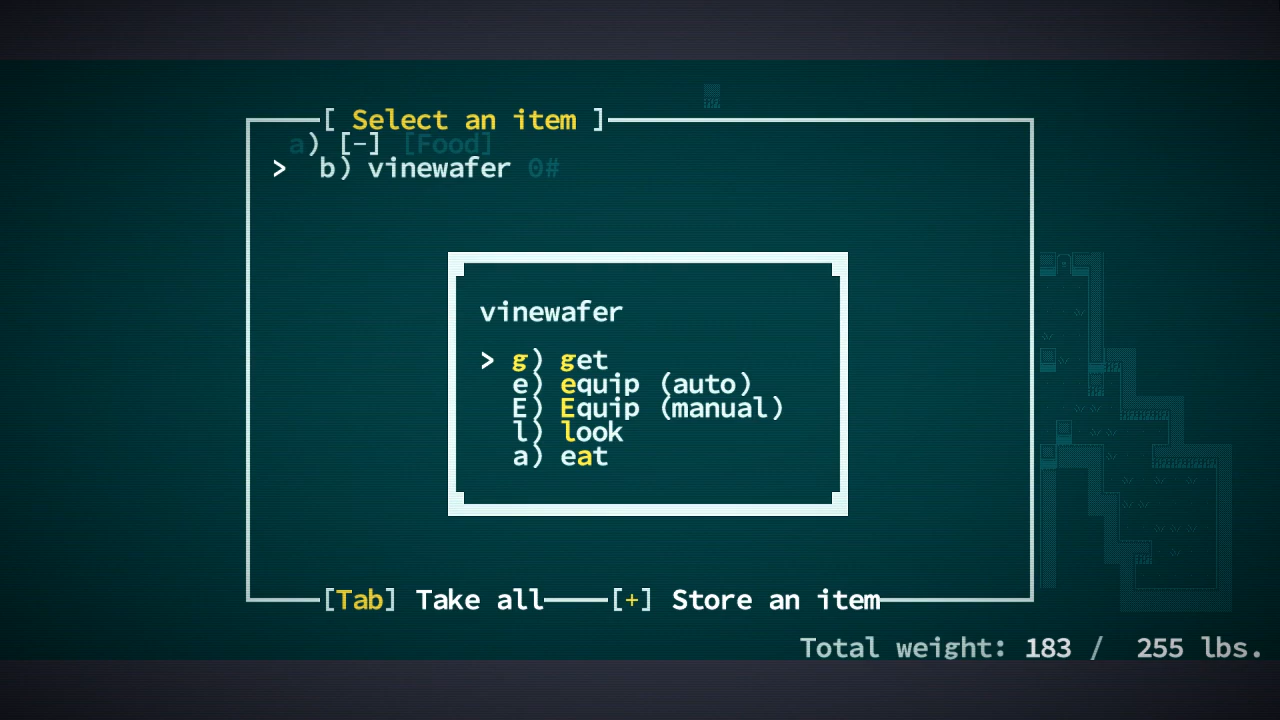 [ Select an item ]
a) [-] [Food]
> b) vinewafer 0#
vinewafer
> g) get
e) equip (auto)
E) Equip (manual)
l) look
a) eat
[Tab] Take all [+] Store an item
Total weight: 183 / 255 lbs.